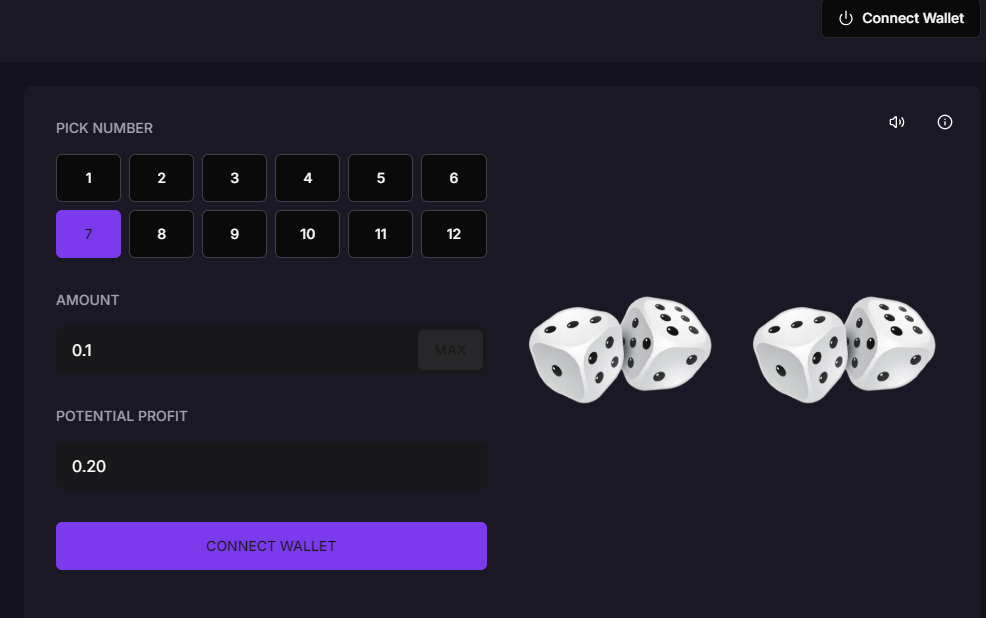 Connect Wallet
PICK NUMBER
1 2 3 4 5 6
7 8 9 10 11 12
AMOUNT
0.1 MAX
POTENTIAL PROFIT
0.20
CONNECT WALLET